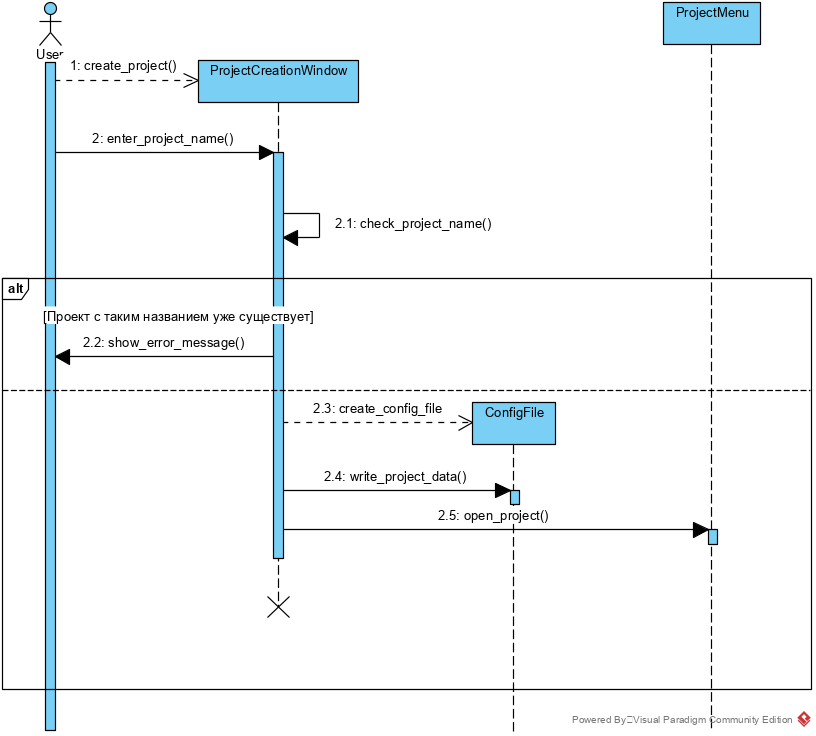 ProjectMenu
User
1: create_project()
ProjectCreationWindow
2: enter_project_name()
2.1: check_project_name()
alt
[Проект с таким названием уже существует]
2.2: show_error_message()
2.3: create_config_file
ConfigFile
2.4: write_project_data()
2.5: open_project()
Powered By Visual Paradigm Community Edition